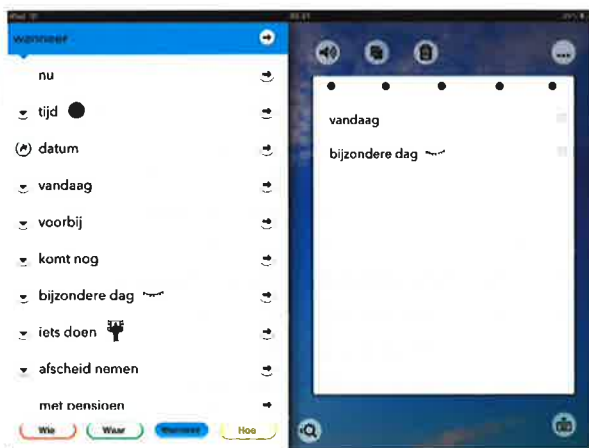 iPad
wanneer
nu
tijd
datum
vandaag
voorbij
komt nog
bijzondere dag
iets doen
afscheid nemen
met pensioen
Wie
Waar
Wanneer
Hoe
vandaag
bijzondere dag